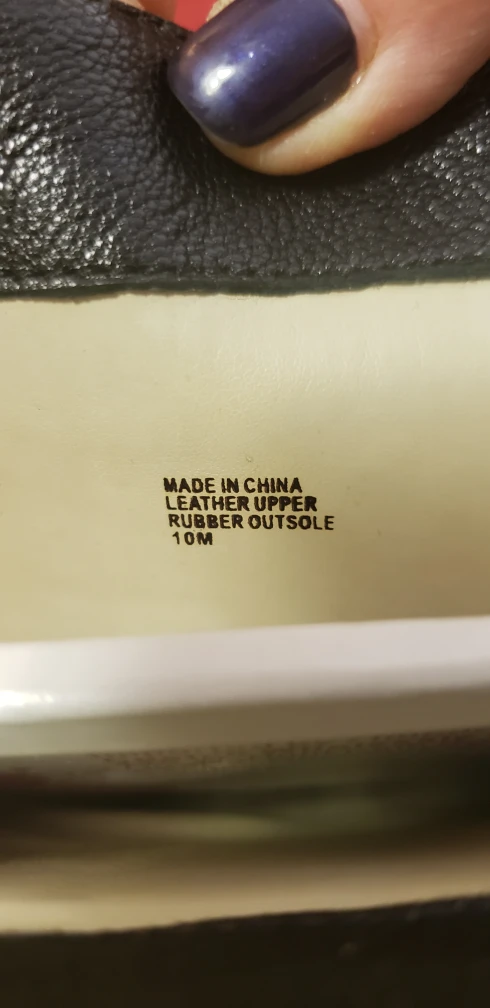 MADE IN CHINA
LEATHER UPPER
RUBBER OUTSOLE
10M